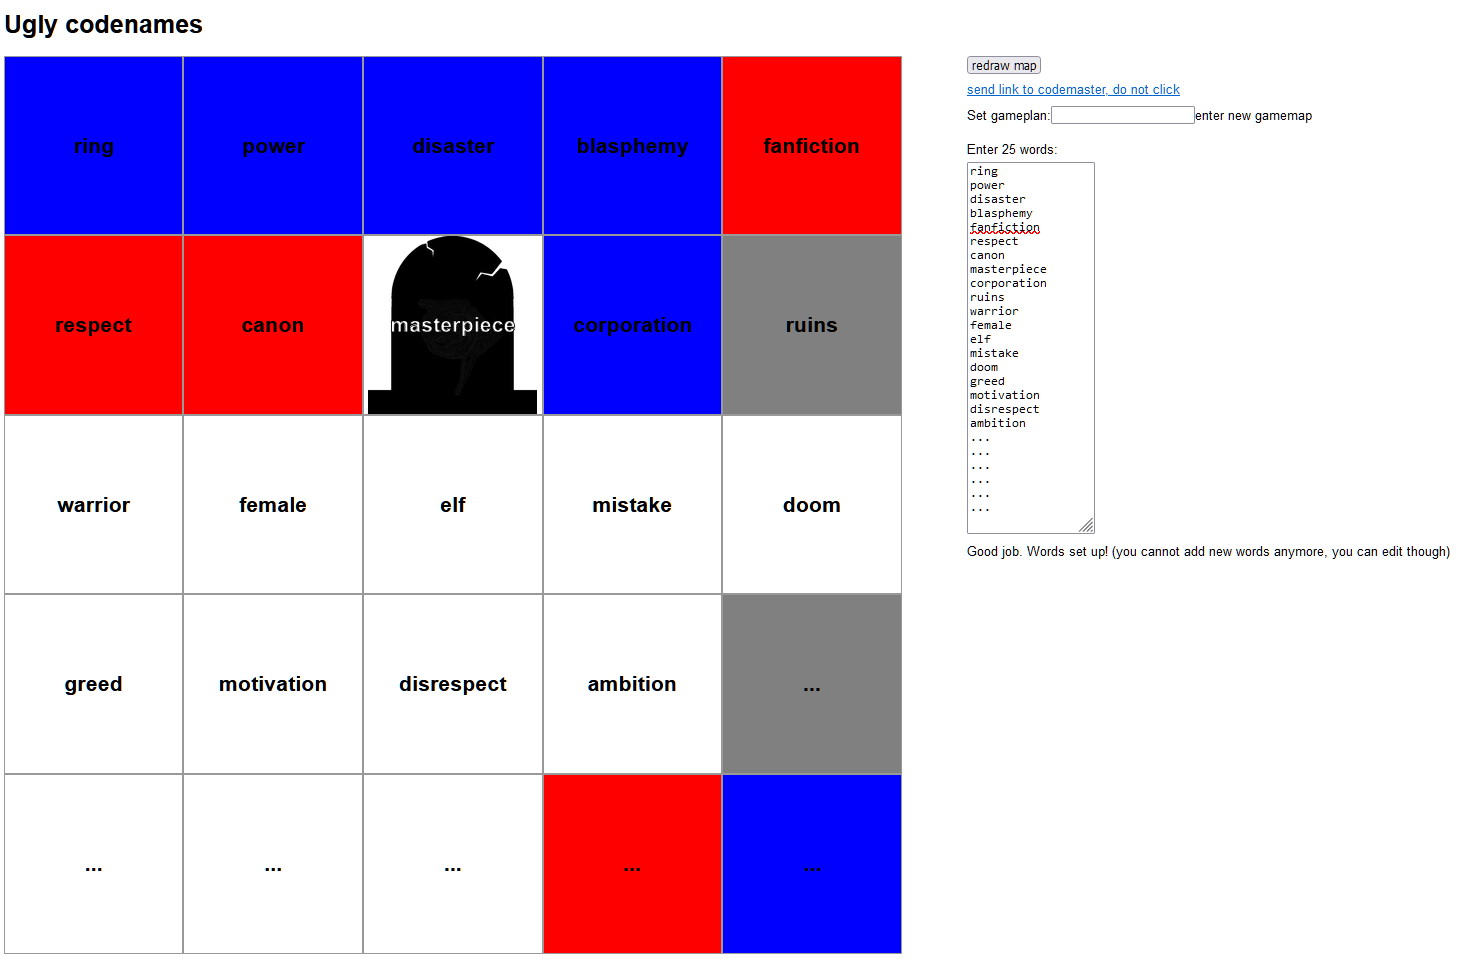 Ugly codenames
ring power disaster blasphemy fanfiction
respect canon masterpiece corporation ruins
warrior female elf mistake doom
greed motivation disrespect ambition ...
... ... ... ... ...
redraw map
send link to codemaster, do not click
Set gameplan: enter new gamemap
Enter 25 words:
ring
power
disaster
blasphemy
fanfiction
respect
canon
masterpiece
corporation
ruins
warrior
female
elf
mistake
doom
greed
motivation
disrespect
ambition
...
...
...
...
...
...
Good job. Words set up! (you cannot add new words anymore, you can edit though)